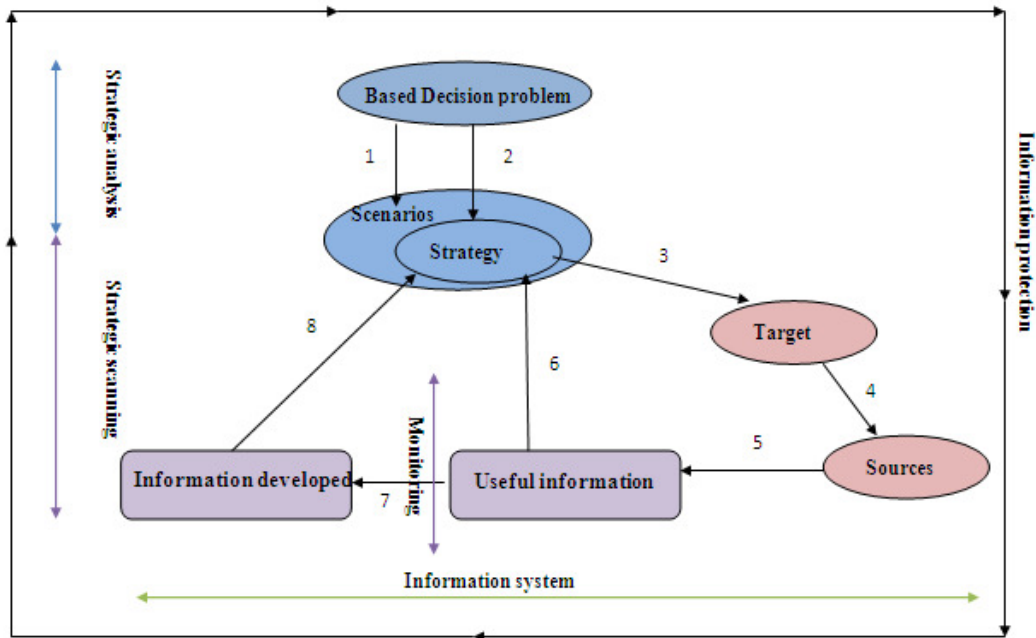 Based Decision problem
Strategic analysis
1
2
Scenarios
Strategy
3
Information protection
Target
8
6
4
Strategic scanning
Monitoring
5
Information developed
7
Useful information
Sources
Information system